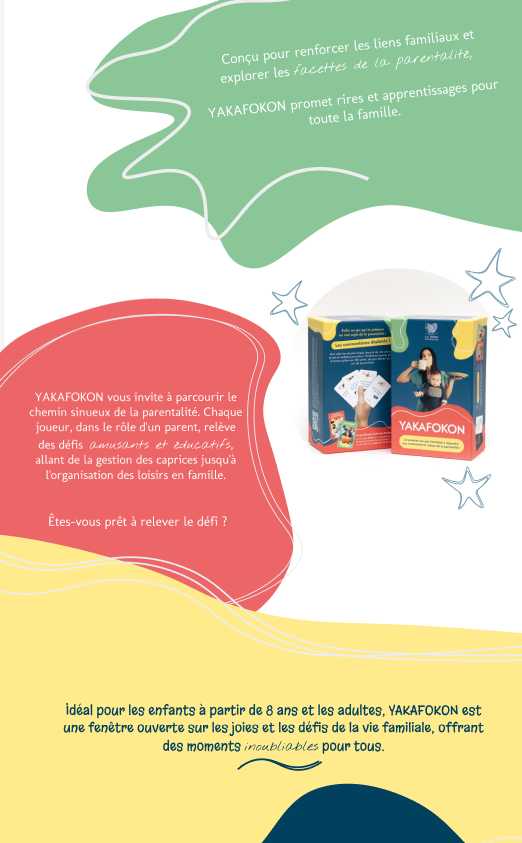 Conçu pour renforcer les liens familiaux et
explorer les facettes de la parentalité,
YAKAFOKON promet rires et apprentissages pour
toute la famille.
YAKAFOKON
YAKAFOKON vous invite à parcourir le
chemin sinueux de la parentalité. Chaque
joueur, dans le rôle d'un parent, relève
des défis amusants et éducatifs,
allant de la gestion des caprices jusqu'à
l'organisation des loisirs en famille.
Êtes-vous prêt à relever le défi ?
idéal pour les enfants à partir de 8 ans et les adultes, YAKAFOKON est
une fenêtre ouverte sur les joies et les défis de la vie familiale, offrant
des moments inoubliables pour tous.